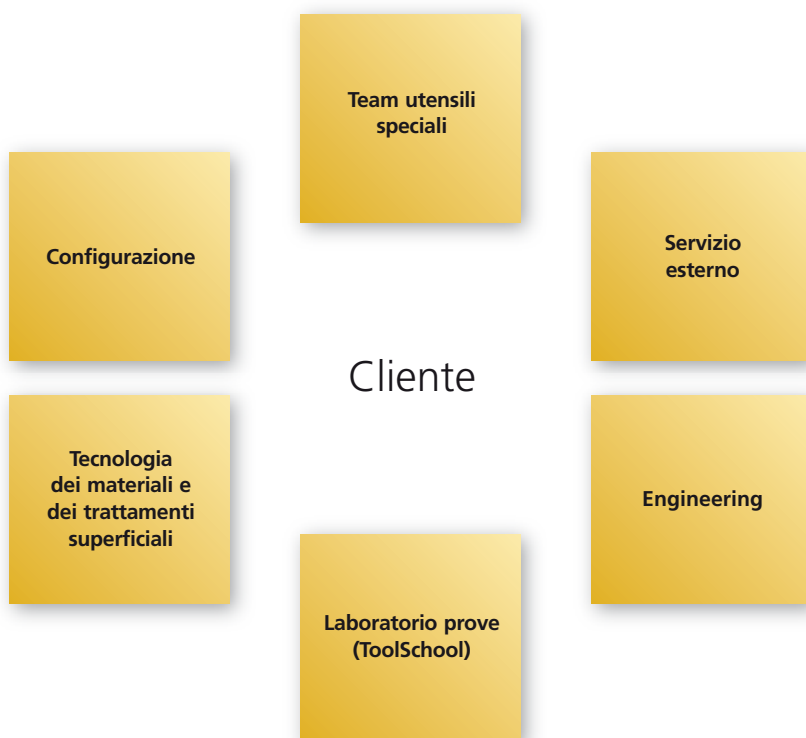 Team utensili
speciali
Configurazione
Servizio
esterno
Cliente
Tecnologia
dei materiali e
dei trattamenti
superficiali
Engineering
Laboratorio prove
(ToolSchool)